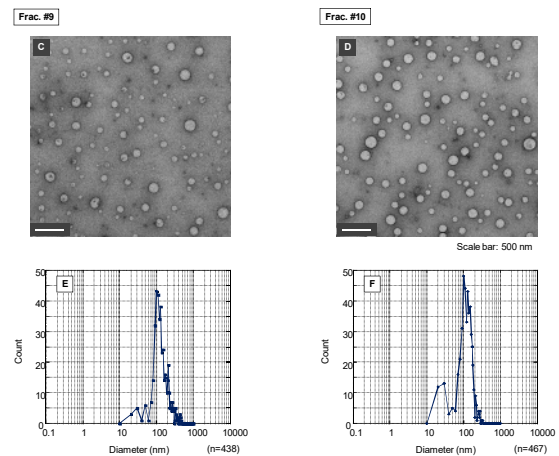 Frac. #9
Frac. #10
C
D
Scale bar: 500 nm
E
F
50
40
30
20
10
0
Count
0.1 1 10 100 1000 10000
Diameter (nm)
(n=438)
50
40
30
20
10
0
Count
0.1 1 10 100 1000 10000
Diameter (nm)
(n=467)